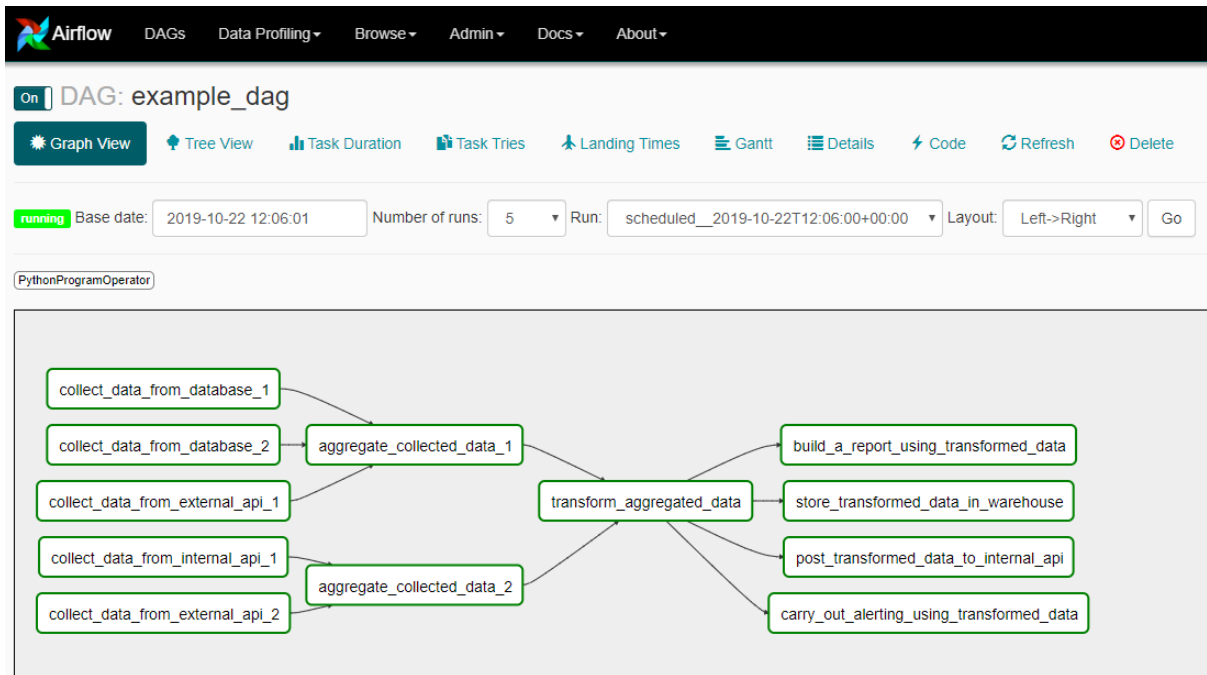 Airflow DAGs Data Profiling Browse Admin Docs About
On DAG: example_dag
Graph View Tree View Task Duration Task Tries Landing Times Gantt Details Code Refresh Delete
running Base date: 2019-10-22 12:06:01 Number of runs: 5 Run: scheduled__2019-10-22T12:06:00+00:00 Layout: Left->Right Go
PythonProgramOperator
collect_data_from_database_1
collect_data_from_database_2
collect_data_from_external_api_1
collect_data_from_internal_api_1
collect_data_from_external_api_2
aggregate_collected_data_1
aggregate_collected_data_2
transform_aggregated_data
build_a_report_using_transformed_data
store_transformed_data_in_warehouse
post_transformed_data_to_internal_api
carry_out_alerting_using_transformed_data